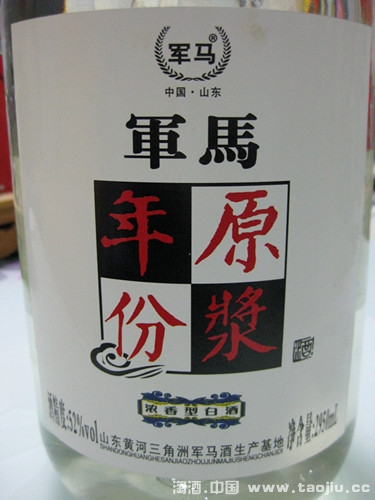 军马®
中国·山东
軍馬
年原
份漿
浓香型白酒
酒精度:52%vol
净含量:2950mL
山东黄河三角洲军马酒生产基地
SHANDONGHUANGHESANJIAOZHOUJUNMAJIUSHENGCHANJIDI
淘酒.中国 www.taojiu.cc